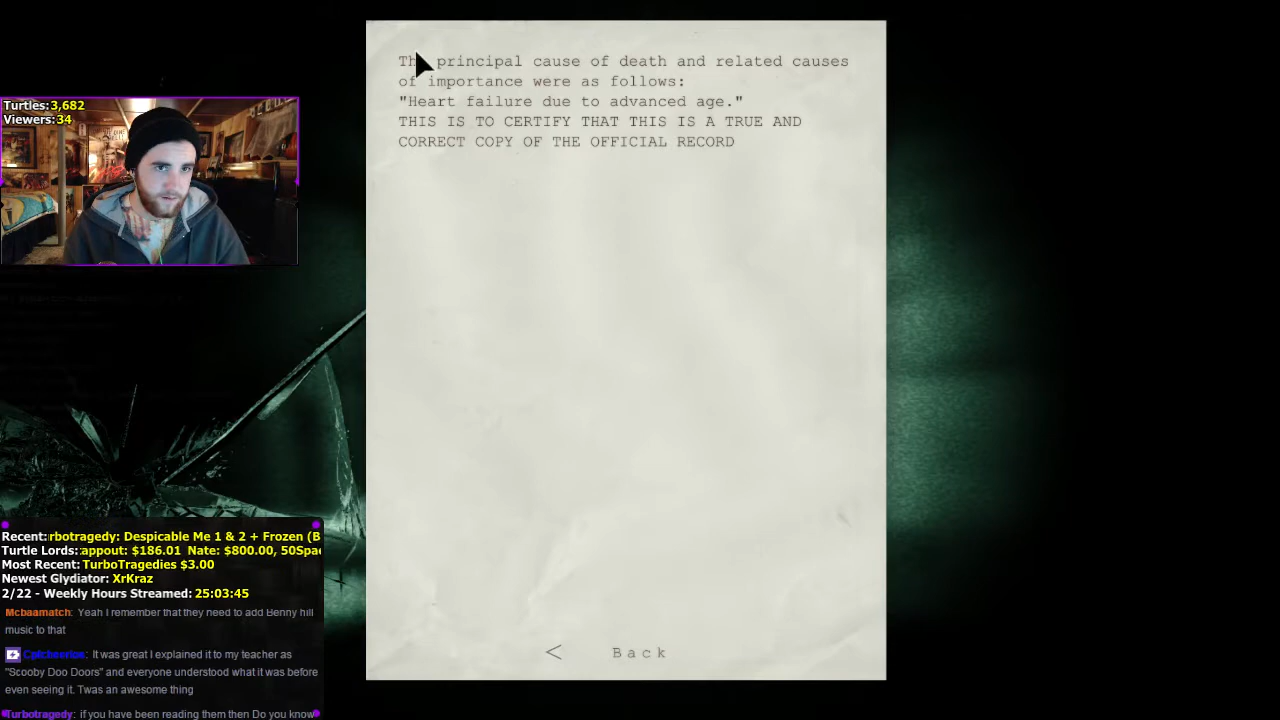 The principal cause of death and related causes
of importance were as follows:
"Heart failure due to advanced age."
THIS IS TO CERTIFY THAT THIS IS A TRUE AND
CORRECT COPY OF THE OFFICIAL RECORD
< Back
Turtles:3,682
Viewers:34
Recent:rbotragedy: Despicable Me 1 & 2 + Frozen (B
Turtle Lords:appout: $186.01 Nate: $800.00, 50Spa
Most Recent: TurboTragedies $3.00
Newest Glydiator: XrKraz
2/22 - Weekly Hours Streamed: 25:03:45
Mcbaamatch: Yeah I remember that they need to add Benny hill
music to that
It was great I explained it to my teacher as
"Scooby Doo Doors" and everyone understood what it was before
even seeing it. Twas an awesome thing
Turbotragedy: if you have been reading them then Do you know